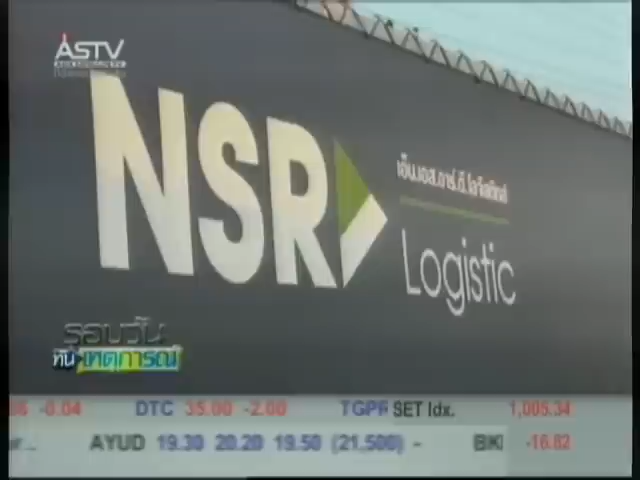 ASTV
NSR
เอ็น.เอส.อาร์.ดี.โลจิสติกส์
Logistic
รอบวัน
ทันเหตุการณ์
-0.04 DTC 35.00 -2.00 TGPR SET Idx. 1,005.34
AYUD 19.30 20.20 19.50 (21,500) - BKI -16.82